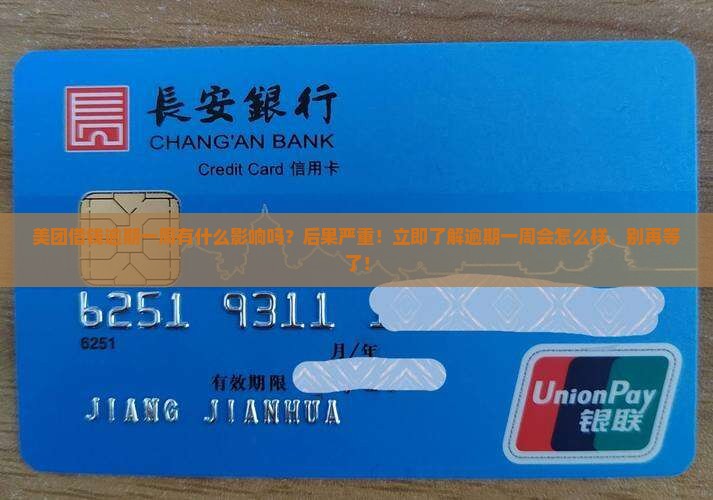 長安銀行
CHANG'AN BANK
Credit Card 信用卡
美团借钱逾期一周有什么影响吗？后果严重！立即了解逾期一周会怎么样，别再等
了！
6251 9311 1
6251
月/年
有效期限
JIANG JIANHUA
UnionPay
银联